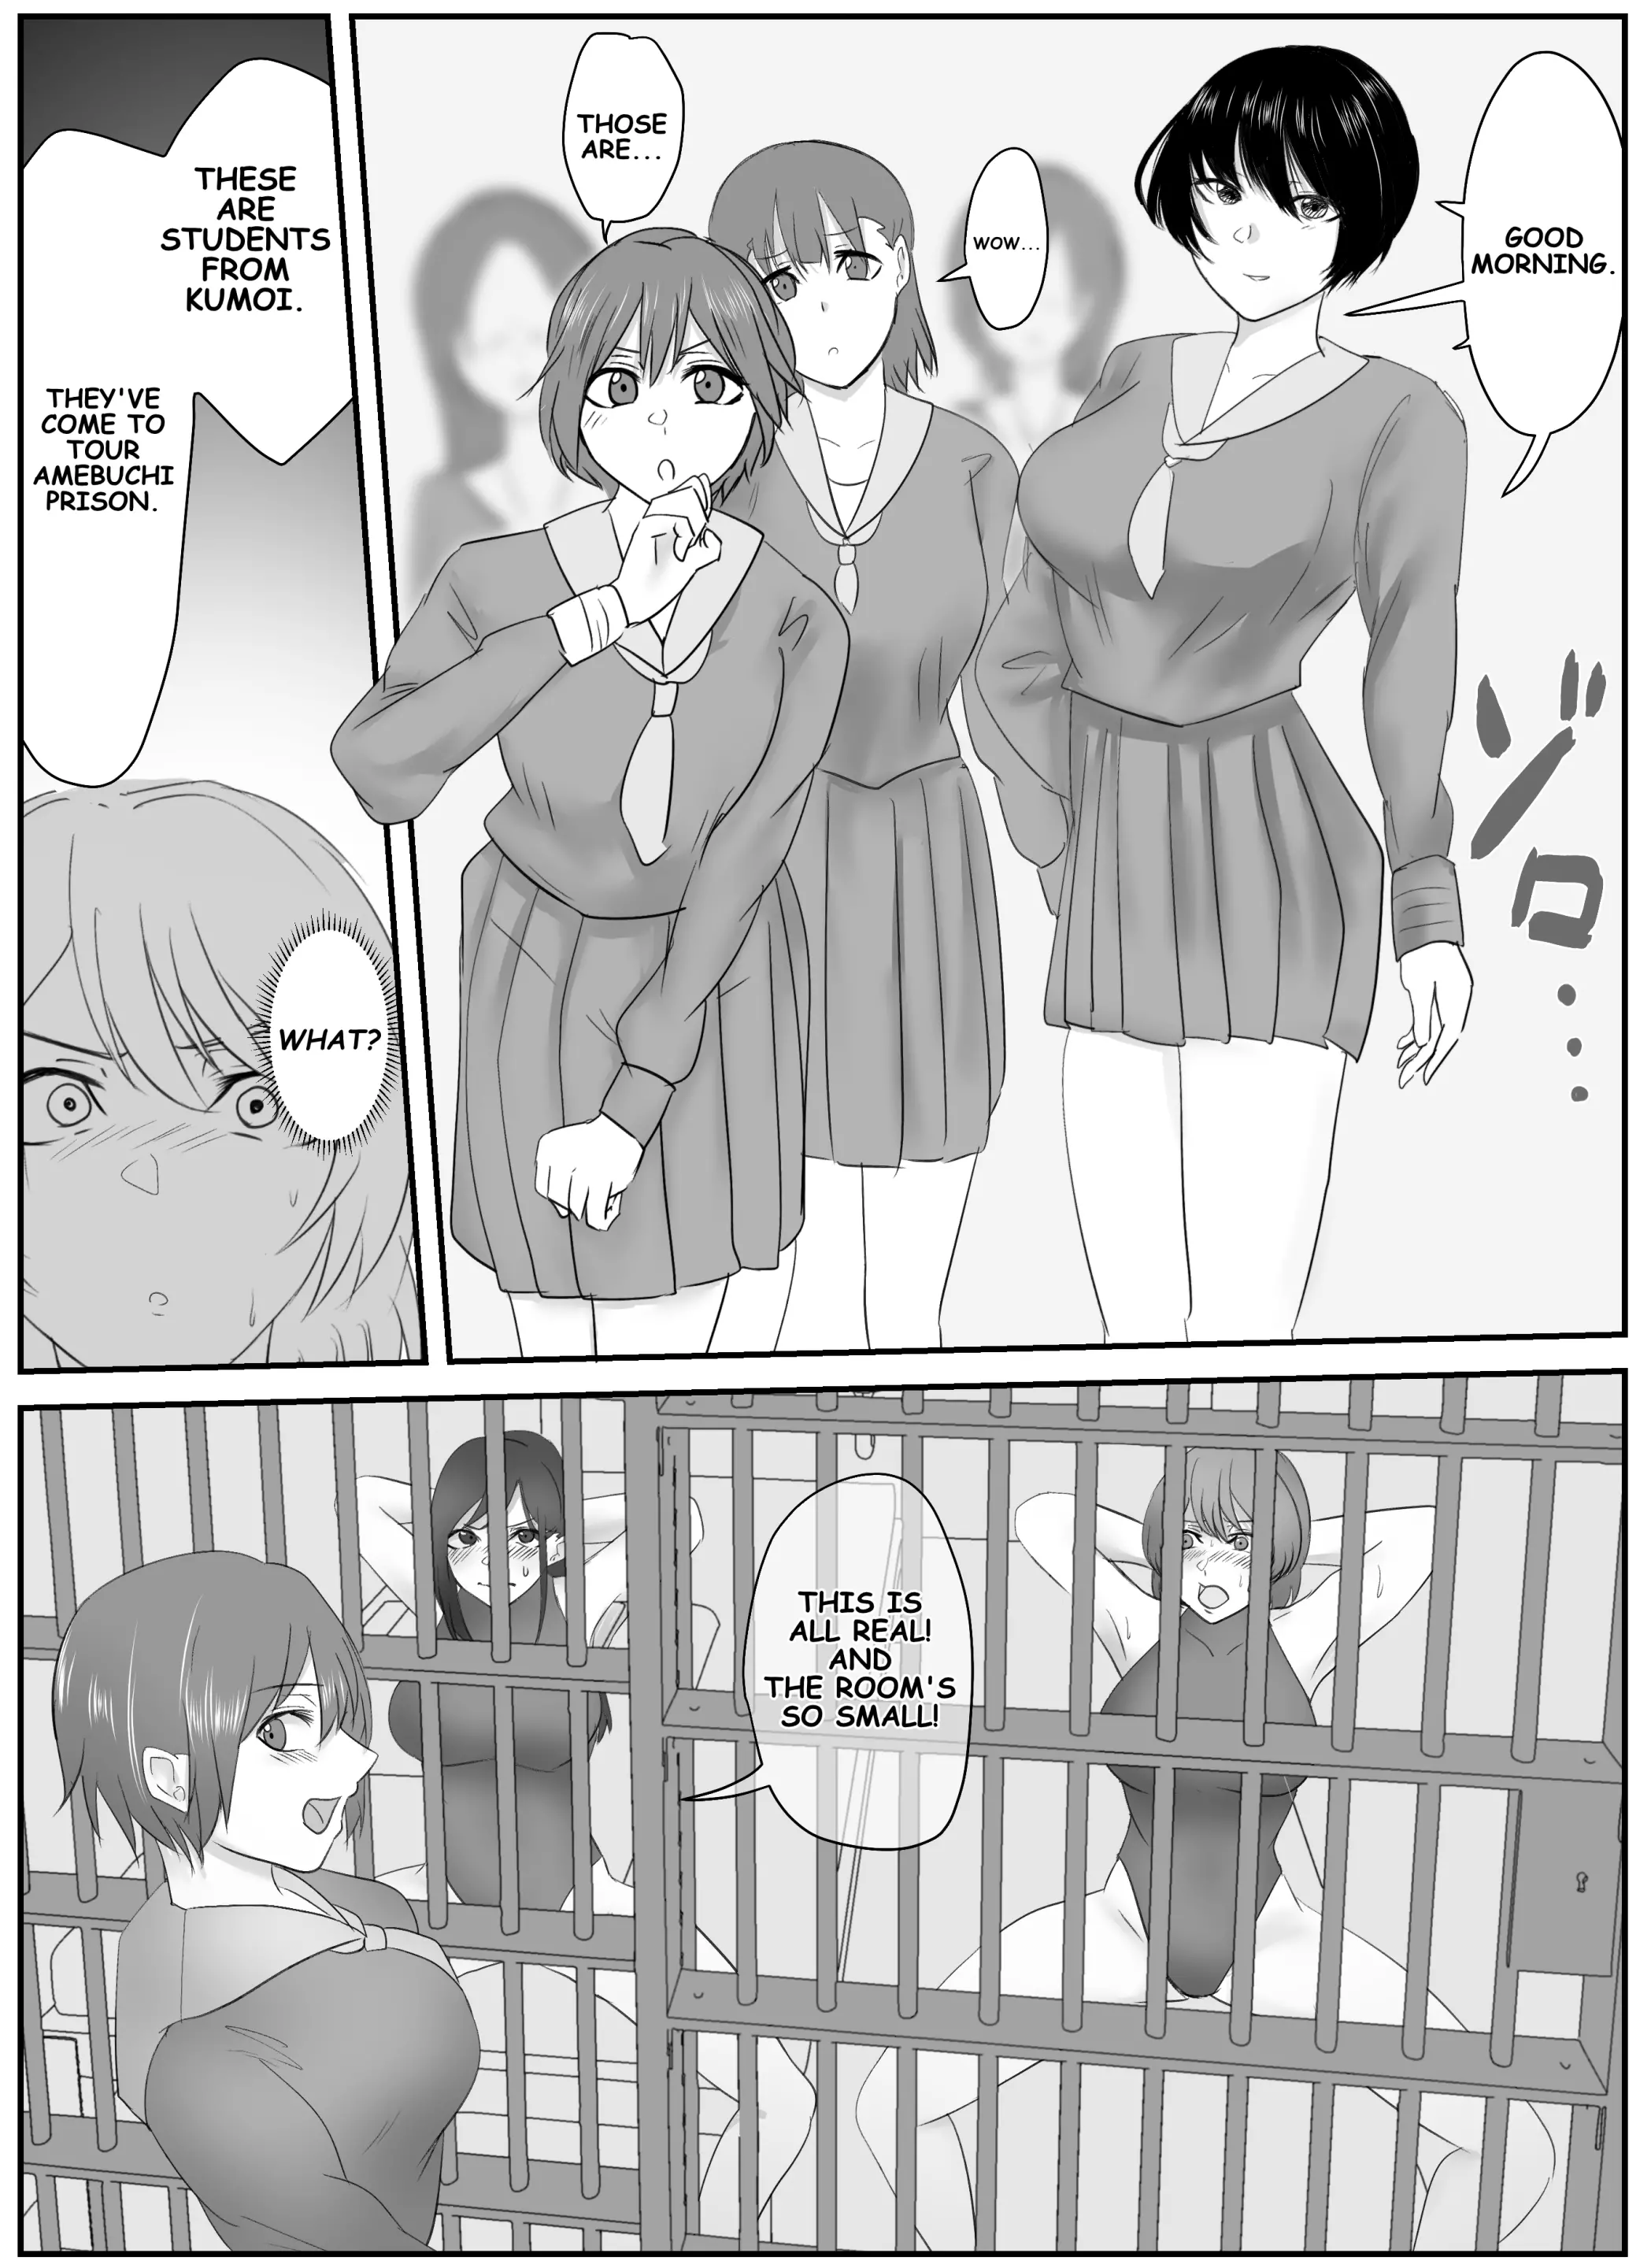 GOOD
MORNING.
WOW...
THOSE
ARE...
ゾロ...
THESE
ARE
STUDENTS
FROM
KUMOI.
THEY'VE
COME TO
TOUR
AMEBUCHI
PRISON.
WHAT?
THIS IS
ALL REAL!
AND
THE ROOM'S
SO SMALL!